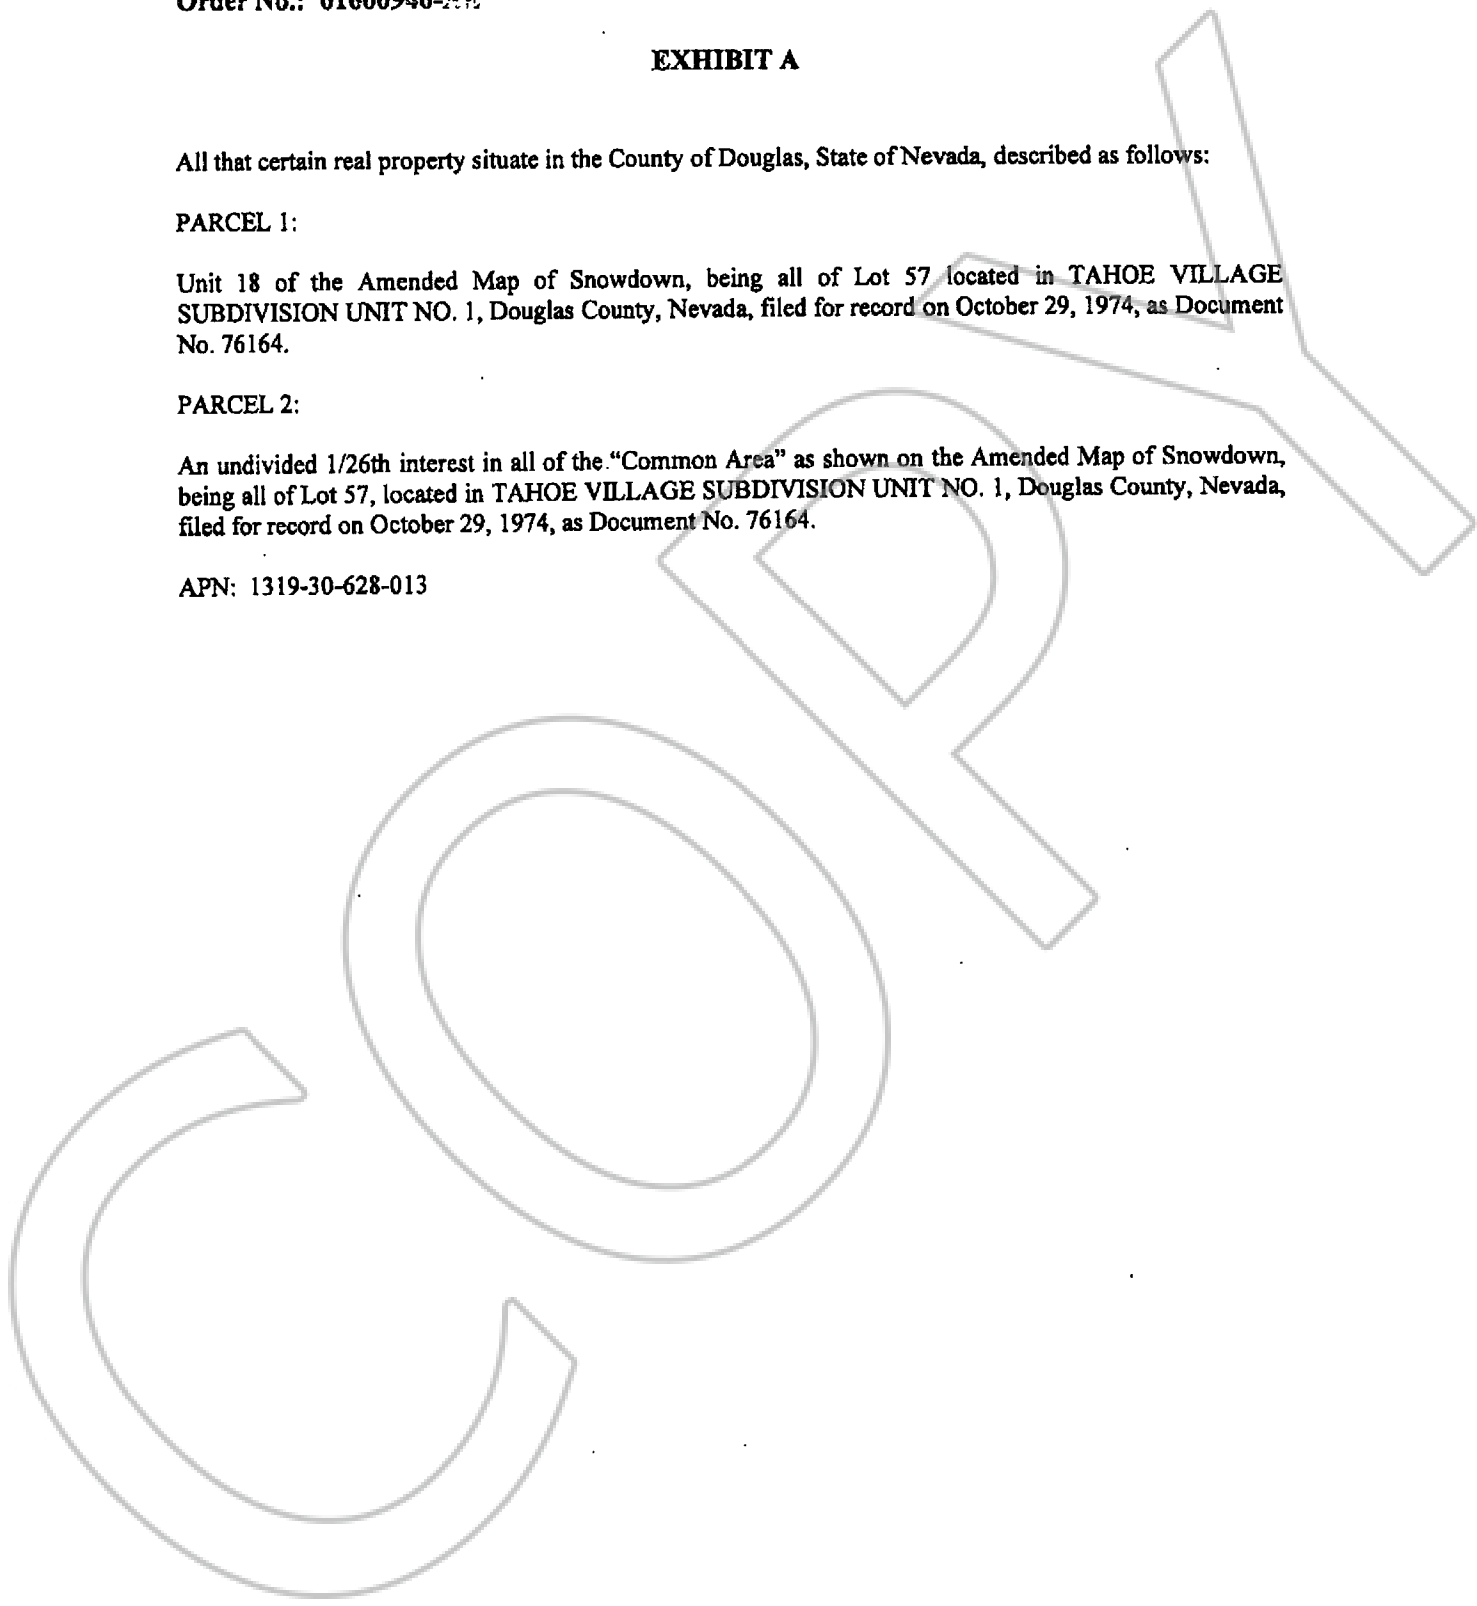 Order No.:
EXHIBIT A
All that certain real property situate in the County of Douglas, State of Nevada, described as follows:
PARCEL 1:
Unit 18 of the Amended Map of Snowdown, being all of Lot 57 located in TAHOE VILLAGE
SUBDIVISION UNIT NO. 1, Douglas County, Nevada, filed for record on October 29, 1974, as Document
No. 76164.
PARCEL 2:
An undivided 1/26th interest in all of the "Common Area" as shown on the Amended Map of Snowdown,
being all of Lot 57, located in TAHOE VILLAGE SUBDIVISION UNIT NO. 1, Douglas County, Nevada,
filed for record on October 29, 1974, as Document No. 76164.
APN: 1319-30-628-013
COPY